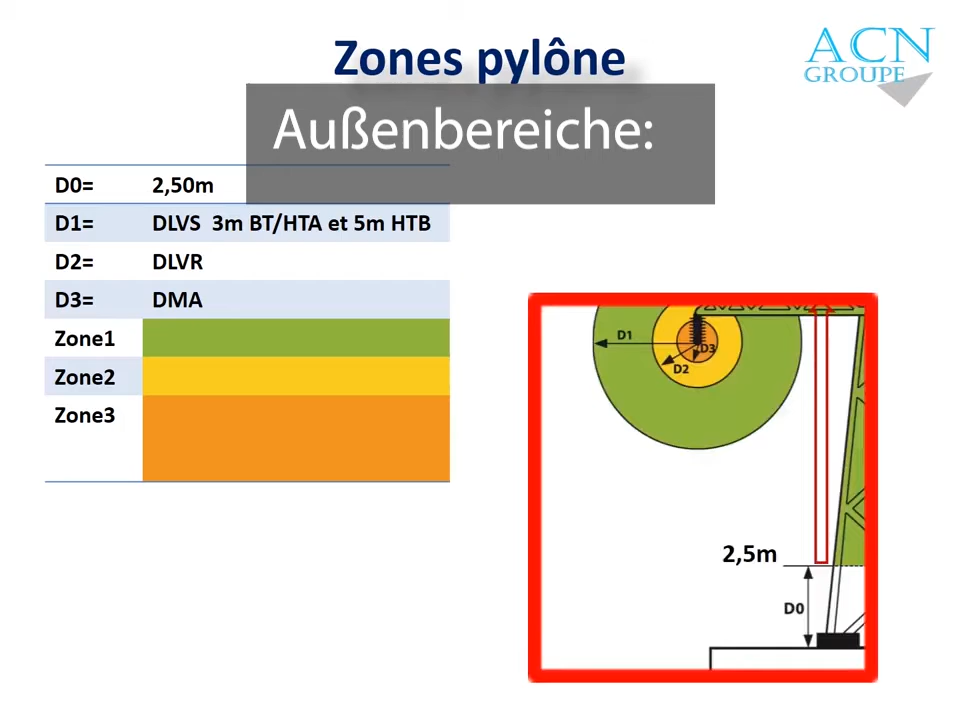 Zones pylône
ACN
GROUPE
Außenbereiche:
D0= 2,50m
D1= DLVS 3m BT/HTA et 5m HTB
D2= DLVR
D3= DMA
Zone1
Zone2
Zone3
D1
D3
D2
2,5m
D0